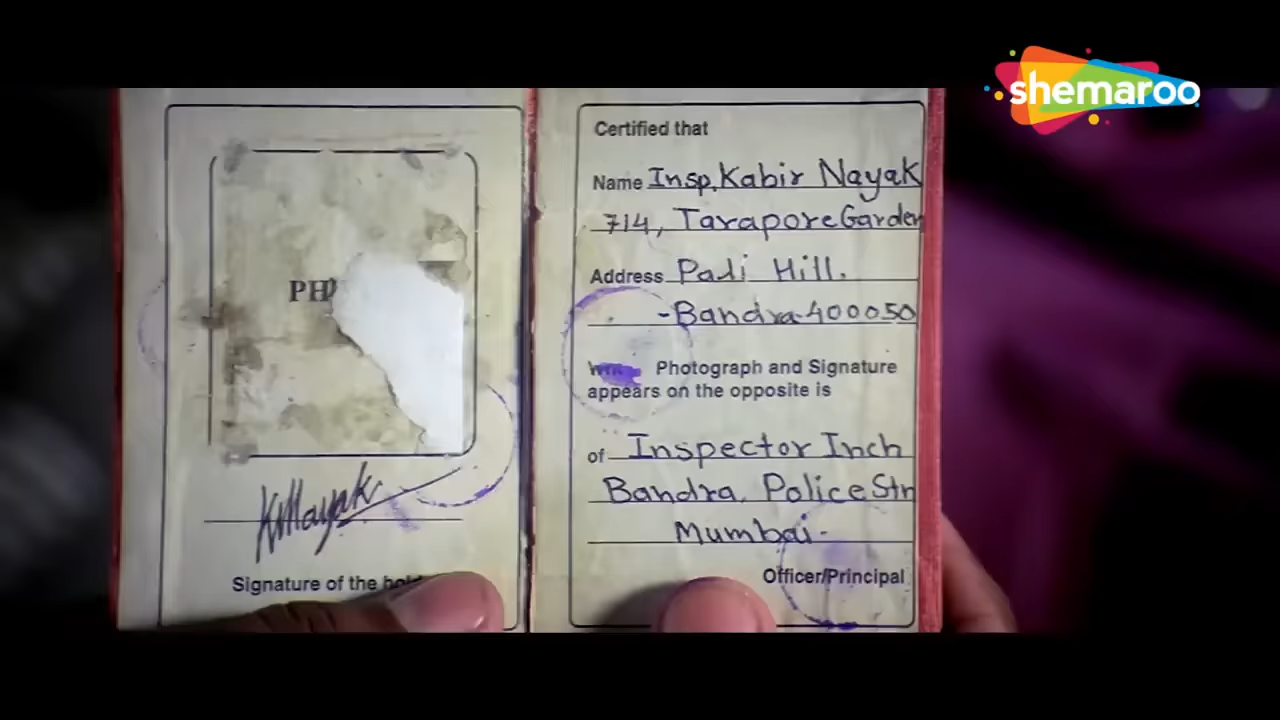 shemaroo
PH
KNayak
Signature of the
Certified that
Name Insp. Kabir Nayak
714, Tarapore Garden
Address Pali Hill.
-Bandra-400050
Photograph and Signature
appears on the opposite is
of Inspector Inch
Bandra. Police Stn
Mumbai-
Officer/Principal